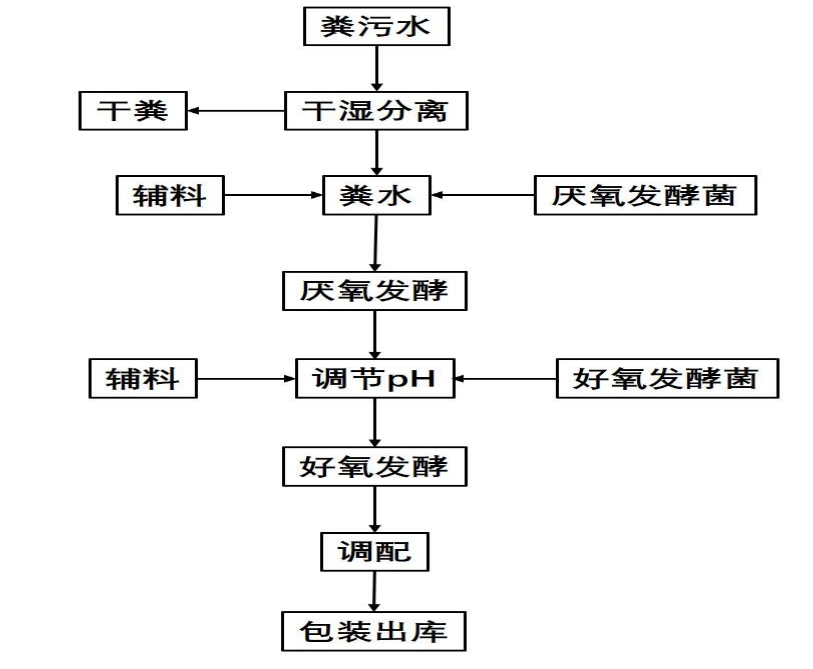 粪污水
干粪
干湿分离
辅料
粪水
厌氧发酵菌
厌氧发酵
辅料
调节pH
好氧发酵菌
好氧发酵
调配
包装出库